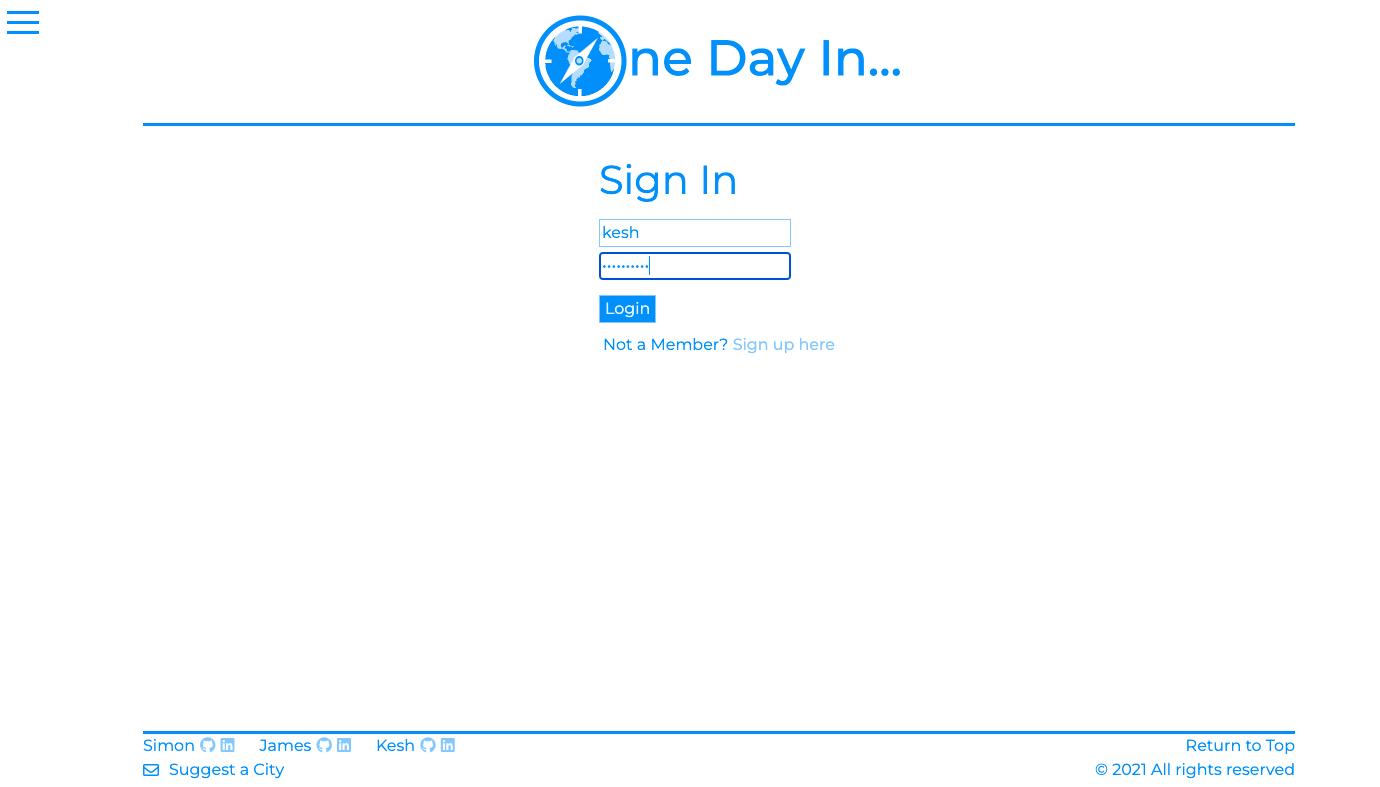 One Day In...
Sign In
kesh
••••••••••
Login
Not a Member? Sign up here
Simon James Kesh
Return to Top
Suggest a City
© 2021 All rights reserved